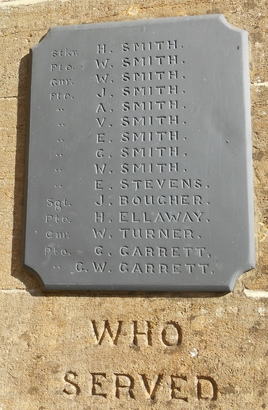 Stkr. H. SMITH.
Pte. W. SMITH.
Gnr. W. SMITH.
Pte. J. SMITH.
" A. SMITH.
" V. SMITH.
" E. SMITH.
" G. SMITH.
" W. SMITH.
" E. STEVENS.
Sgt. J. BOUCHER.
Pte. H. ELLAWAY.
Gnr. W. TURNER.
Pte. C. GARRETT.
" G. W. GARRETT.
WHO
SERVED